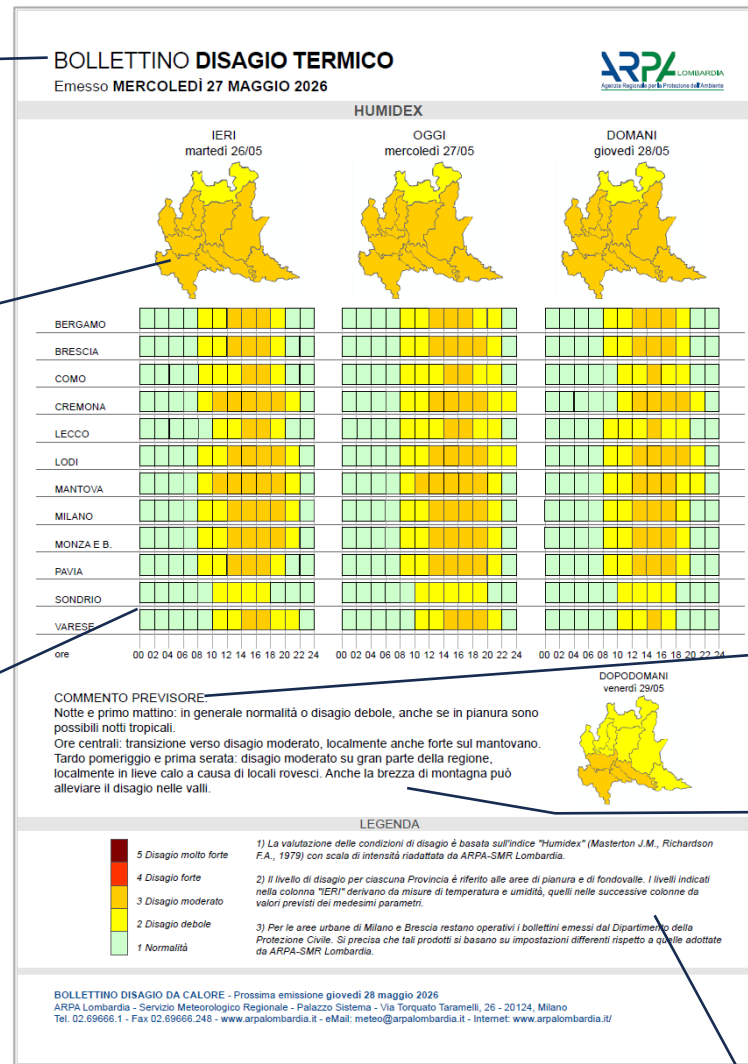 BOLLETTINO DISAGIO TERMICO
Emesso MERCOLEDÌ 27 MAGGIO 2026
ARPA LOMBARDIA
Agenzia Regionale per la Protezione dell'Ambiente
HUMIDEX
IERI
martedì 26/05
OGGI
mercoledì 27/05
DOMANI
giovedì 28/05
BERGAMO
BRESCIA
COMO
CREMONA
LECCO
LODI
MANTOVA
MILANO
MONZA E B.
PAVIA
SONDRIO
VARESE
ore 00 02 04 06 08 10 12 14 16 18 20 22 24 00 02 04 06 08 10 12 14 16 18 20 22 24 00 02 04 06 08 10 12 14 16 18 20 22 24
COMMENTO PREVISORE:
Notte e primo mattino: in generale normalità o disagio debole, anche se in pianura sono
possibili notti tropicali.
Ore centrali: transizione verso disagio moderato, localmente anche forte sul mantovano.
Tardo pomeriggio e prima serata: disagio moderato su gran parte della regione,
localmente in lieve calo a causa di locali rovesci. Anche la brezza di montagna può
alleviare il disagio nelle valli.
DOPODOMANI
venerdì 29/05
LEGENDA
5 Disagio molto forte
4 Disagio forte
3 Disagio moderato
2 Disagio debole
1 Normalità
1) La valutazione delle condizioni di disagio è basata sull'indice "Humidex" (Masterton J.M., Richardson
F.A., 1979) con scala di intensità riadattata da ARPA-SMR Lombardia.
2) Il livello di disagio per ciascuna Provincia è riferito alle aree di pianura e di fondovalle. I livelli indicati
nella colonna "IERI" derivano da misure di temperatura e umidità, quelli nelle successive colonne da
valori previsti dei medesimi parametri.
3) Per le aree urbane di Milano e Brescia restano operativi i bollettini emessi dal Dipartimento della
Protezione Civile. Si precisa che tali prodotti si basano su impostazioni differenti rispetto a quelle adottate
da ARPA-SMR Lombardia.
BOLLETTINO DISAGIO DA CALORE - Prossima emissione giovedì 28 maggio 2026
ARPA Lombardia - Servizio Meteorologico Regionale - Palazzo Sistema - Via Torquato Taramelli, 26 - 20124, Milano
Tel. 02.69666.1 - Fax 02.69666.248 - www.arpalombardia.it - eMail: meteo@arpalombardia.it - Internet: www.arpalombardia.it/